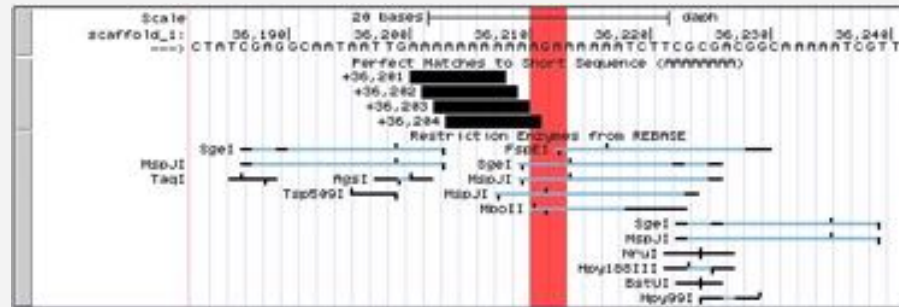 Scale 20 bases daph
scaffold_1: 36,190 36,200 36,210 36,220 36,230 36,240
---> CTATCGAGGCAATAATTGAAAAAAAAAAAAGAAAAAATCTTCGCGACGGCAAAAATCGTT
Perfect Matches to Short Sequence (AAAAAAAA)
+36,201
+36,202
+36,203
+36,204
Restriction Enzymes from REBASE
SgeI FspEI
MspJI SgeI
TaqI AgsI MspJI
Tsp509I MspJI
MboII
SgeI
MspJI
NruI
Hpy188III
BstUI
Hpy99I